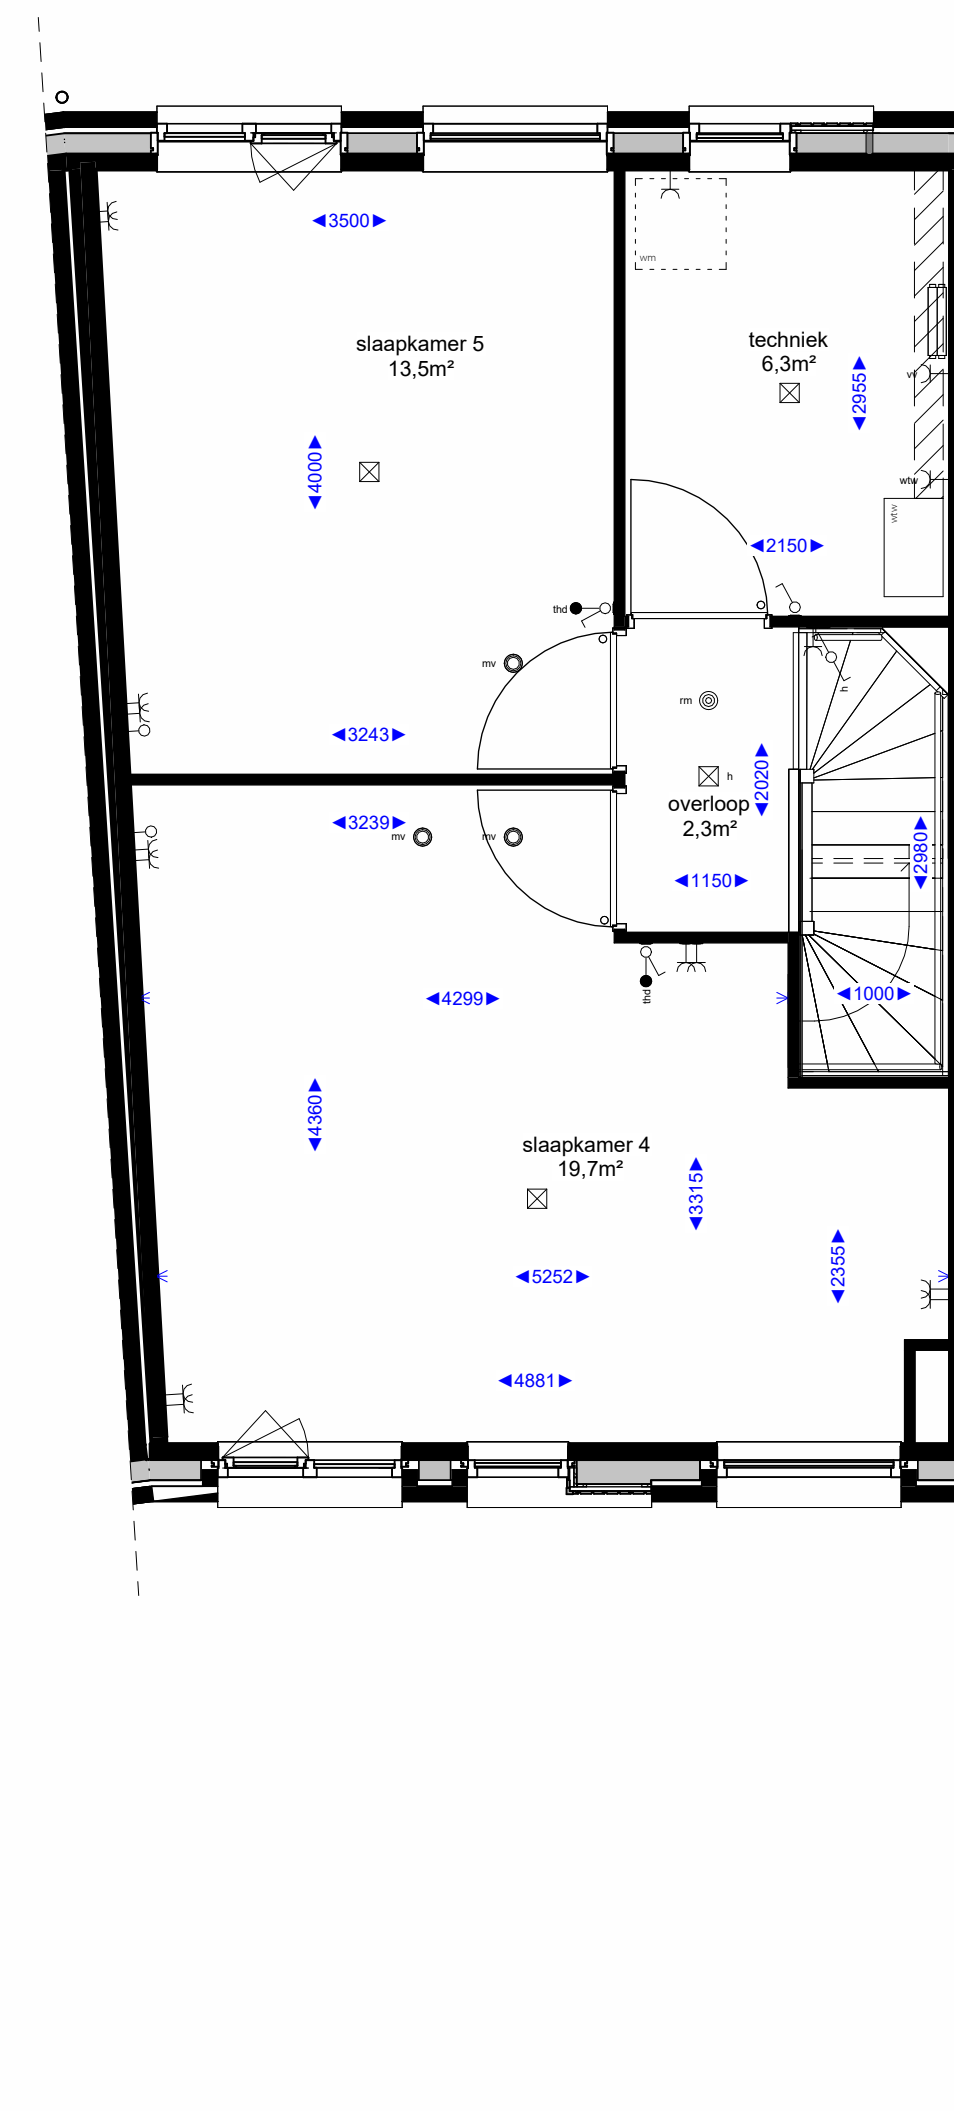 3500
wm
slaapkamer 5
13,5m²
techniek
6,3m²
vv
2955
4000
wtw
wtw
2150
thd
mv
h
rm
3243
h
2020
overloop
2,3m²
3239
mv
mv
2980
1150
thd
1000
4299
4360
slaapkamer 4
19,7m²
3315
2355
5252
4881